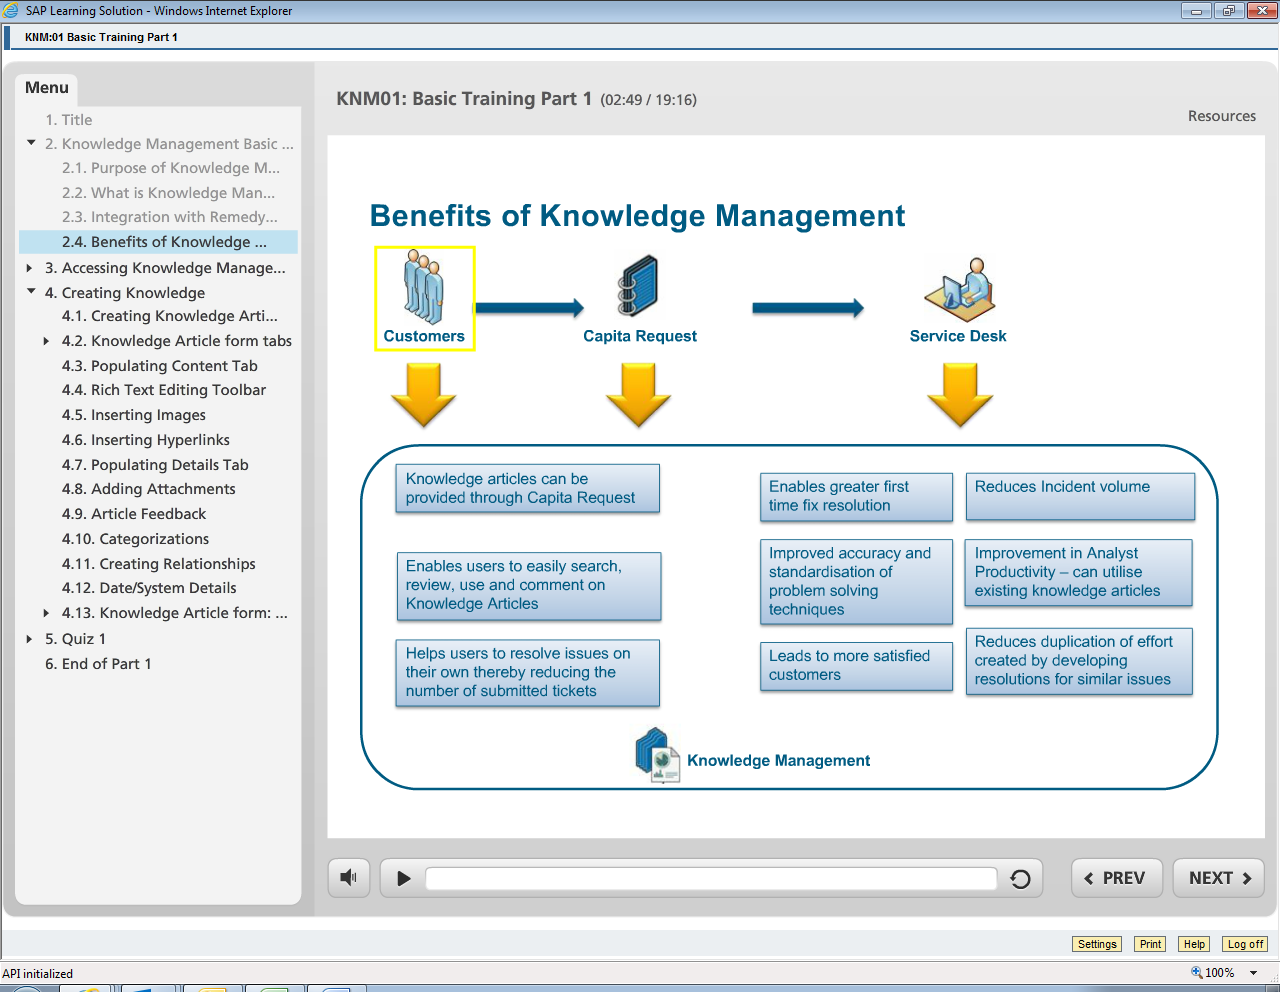 SAP Learning Solution - Windows Internet Explorer
KNM:01 Basic Training Part 1
Menu
1. Title
2. Knowledge Management Basic ...
2.1. Purpose of Knowledge M...
2.2. What is Knowledge Man...
2.3. Integration with Remedy...
2.4. Benefits of Knowledge ...
3. Accessing Knowledge Manage...
4. Creating Knowledge
4.1. Creating Knowledge Arti...
4.2. Knowledge Article form tabs
4.3. Populating Content Tab
4.4. Rich Text Editing Toolbar
4.5. Inserting Images
4.6. Inserting Hyperlinks
4.7. Populating Details Tab
4.8. Adding Attachments
4.9. Article Feedback
4.10. Categorizations
4.11. Creating Relationships
4.12. Date/System Details
4.13. Knowledge Article form: ...
5. Quiz 1
6. End of Part 1
KNM01: Basic Training Part 1 (02:49 / 19:16)
Resources
Benefits of Knowledge Management
Customers
Capita Request
Service Desk
Knowledge articles can be
provided through Capita Request
Enables users to easily search,
review, use and comment on
Knowledge Articles
Helps users to resolve issues on
their own thereby reducing the
number of submitted tickets
Enables greater first
time fix resolution
Improved accuracy and
standardisation of
problem solving
techniques
Leads to more satisfied
customers
Reduces Incident volume
Improvement in Analyst
Productivity – can utilise
existing knowledge articles
Reduces duplication of effort
created by developing
resolutions for similar issues
Knowledge Management
PREV
NEXT
Settings
Print
Help
Log off
API initialized
100%